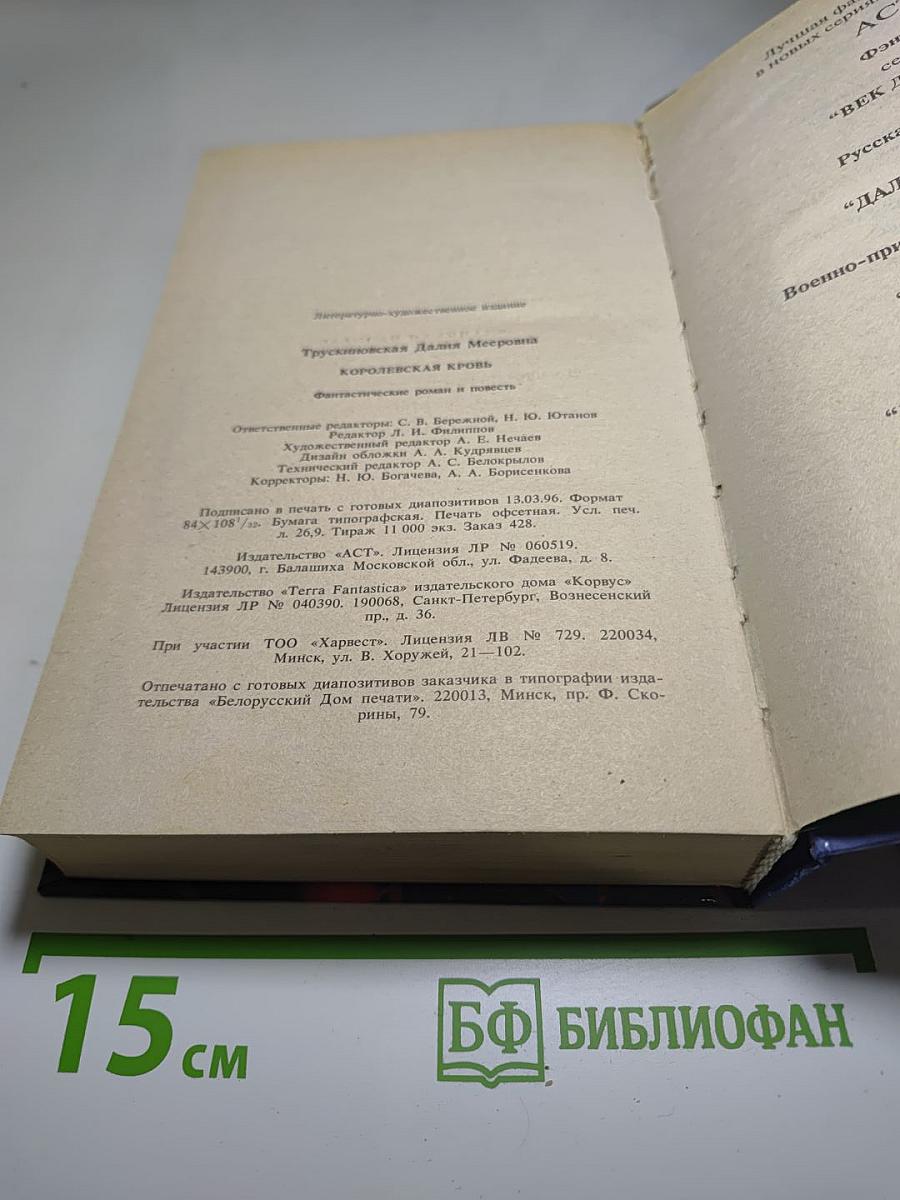 Литературно-художественное издание
Трускиновская Далия Мееровна
КОРОЛЕВСКАЯ КРОВЬ
Фантастические роман и повесть
Ответственные редакторы: С. В. Бережной, Н. Ю. Ютанов
Редактор Л. И. Филиппов
Художественный редактор А. Е. Нечаев
Дизайн обложки А. А. Кудрявцев
Технический редактор А. С. Белокрылов
Корректоры: Н. Ю. Богачева, А. А. Борисенкова
Подписано в печать с готовых диапозитивов 13.03.96. Формат
84×108¹/₃₂. Бумага типографская. Печать офсетная. Усл. печ.
л. 26,9. Тираж 11 000 экз. Заказ 428.
Издательство «АСТ». Лицензия ЛР № 060519.
143900, г. Балашиха Московской обл., ул. Фадеева, д. 8.
Издательство «Terra Fantastica» издательского дома «Корвус»
Лицензия ЛР № 040390. 190068, Санкт-Петербург, Вознесенский
пр., д. 36.
При участии ТОО «Харвест». Лицензия ЛВ № 729. 220034,
Минск, ул. В. Хоружей, 21—102.
Отпечатано с готовых диапозитивов заказчика в типографии изда-
тельства «Белорусский Дом печати». 220013, Минск, пр. Ф. Ско-
рины, 79.
Лучшая
в новых
"ВЕК
Военно-при
15 см
БФ БИБЛИОФАН